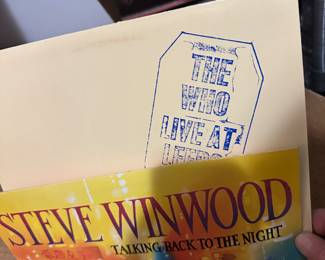 THE
WHO
LIVE AT
LEEDS
STEVE WINWOOD
TALKING BACK TO THE NIGHT